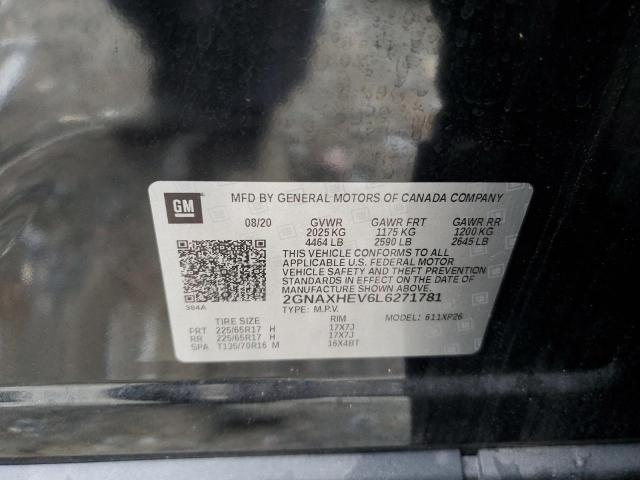 GM
MFD BY GENERAL MOTORS OF CANADA COMPANY
08/20 GVWR GAWR FRT GAWR RR
2025 KG 1175 KG 1200 KG
4464 LB 2590 LB 2645 LB
THIS VEHICLE CONFORMS TO ALL
APPLICABLE U.S. FEDERAL MOTOR
VEHICLE SAFETY AND THEFT PREVENTION
STANDARDS IN EFFECT ON THE DATE OF
MANUFACTURE SHOWN ABOVE.
2GNAXHEV6L6271781
TYPE: M.P.V. MODEL: 611XP26
384A
TIRE SIZE RIM
FRT 225/65R17 H 17X7J
RR 225/65R17 H 17X7J
SPA T135/70R16 M 16X4BT